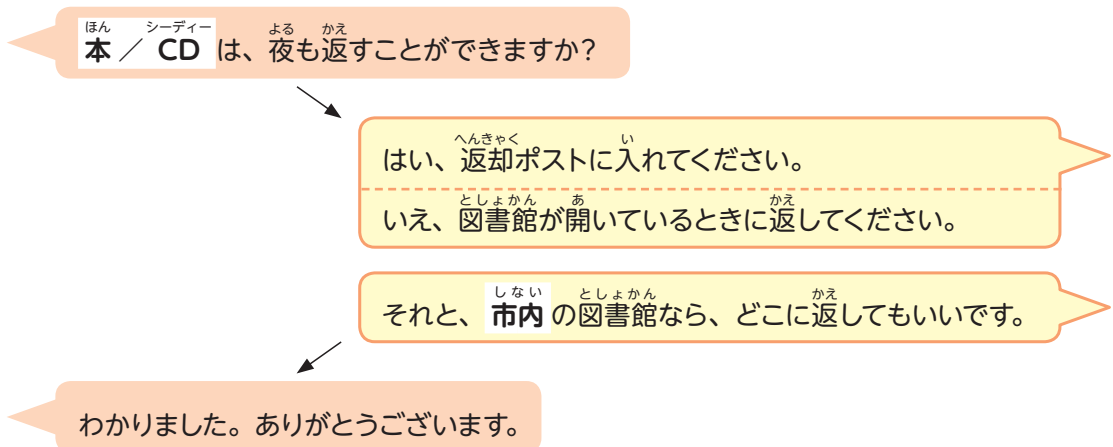 本／CDは、夜も返すことができますか？
はい、返却ポストに入れてください。
いえ、図書館が開いているときに返してください。
それと、市内の図書館なら、どこに返してもいいです。
わかりました。ありがとうございます。